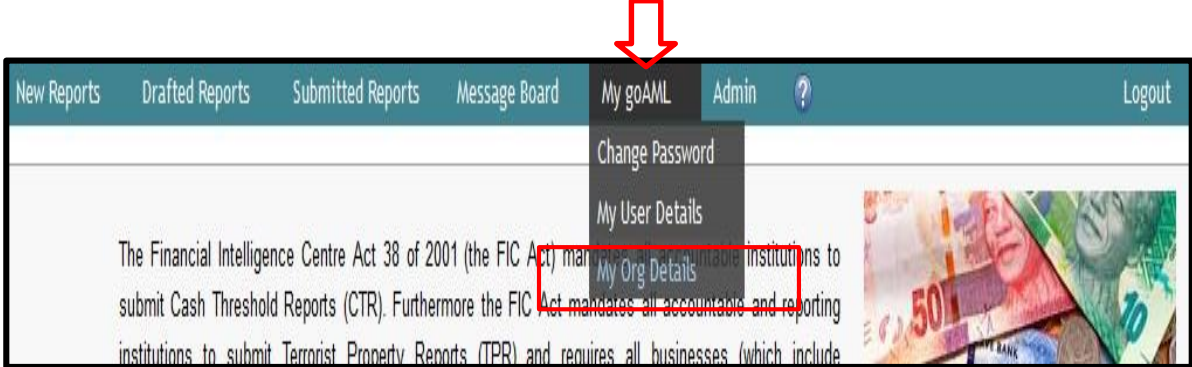 New Reports Drafted Reports Submitted Reports Message Board My goAML Admin ? Logout
Change Password
My User Details
My Org Details
The Financial Intelligence Centre Act 38 of 2001 (the FIC Act) mandates all accountable institutions to
submit Cash Threshold Reports (CTR). Furthermore the FIC Act mandates all accountable and reporting
institutions to submit Terrorist Property Reports (TPR) and requires all businesses (which include
50
10
BANK